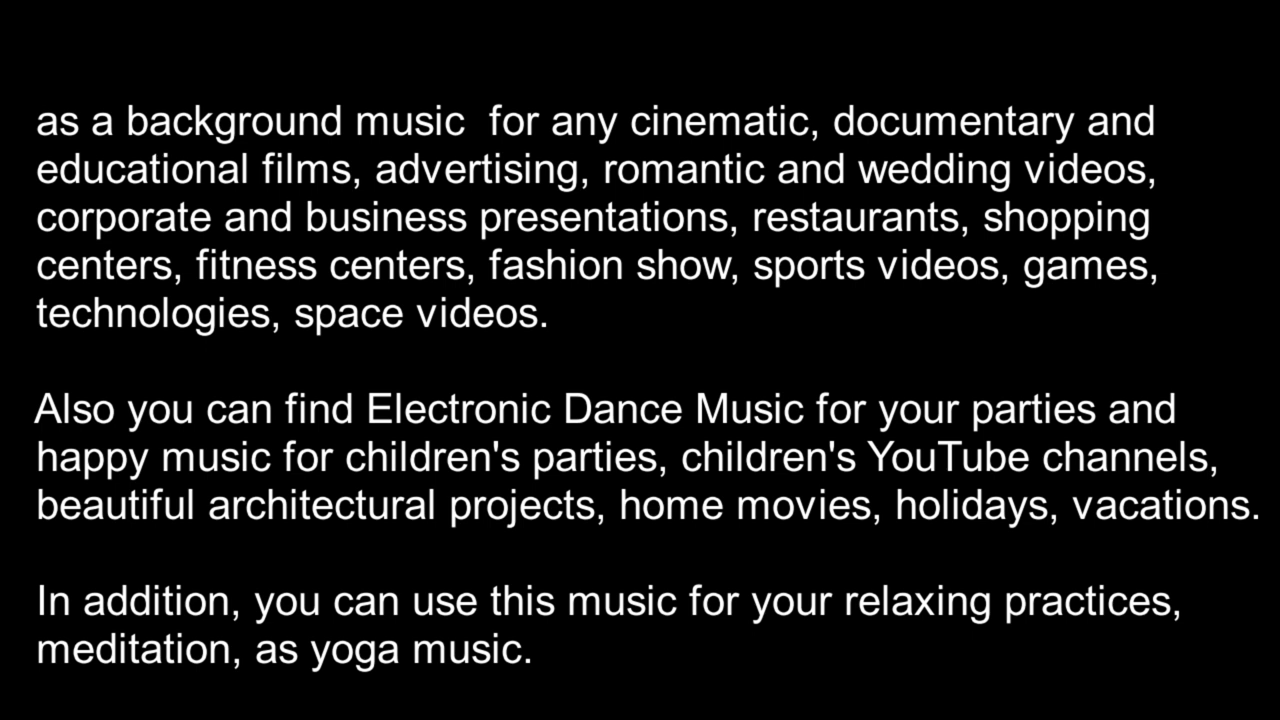 as a background music  for any cinematic, documentary and
educational films, advertising, romantic and wedding videos,
corporate and business presentations, restaurants, shopping
centers, fitness centers, fashion show, sports videos, games,
technologies, space videos.
Also you can find Electronic Dance Music for your parties and
happy music for children's parties, children's YouTube channels,
beautiful architectural projects, home movies, holidays, vacations.
In addition, you can use this music for your relaxing practices,
meditation, as yoga music.